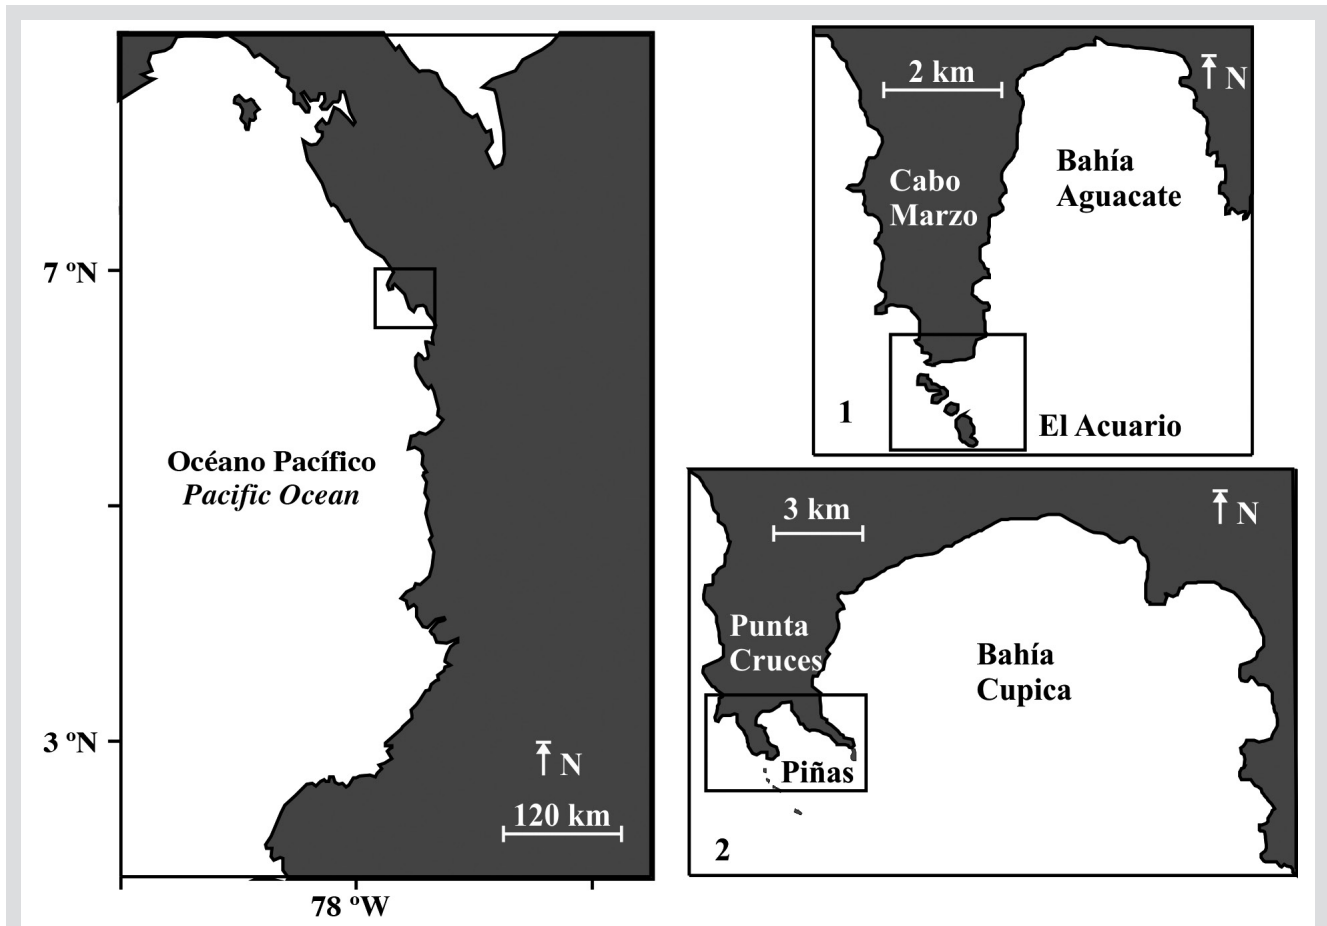 7 ºN
Océano Pacífico
Pacific Ocean
3 ºN
N
120 km
78 ºW
2 km
N
Bahía
Aguacate
Cabo
Marzo
1
El Acuario
3 km
N
Punta
Cruces
Bahía
Cupica
Piñas
2